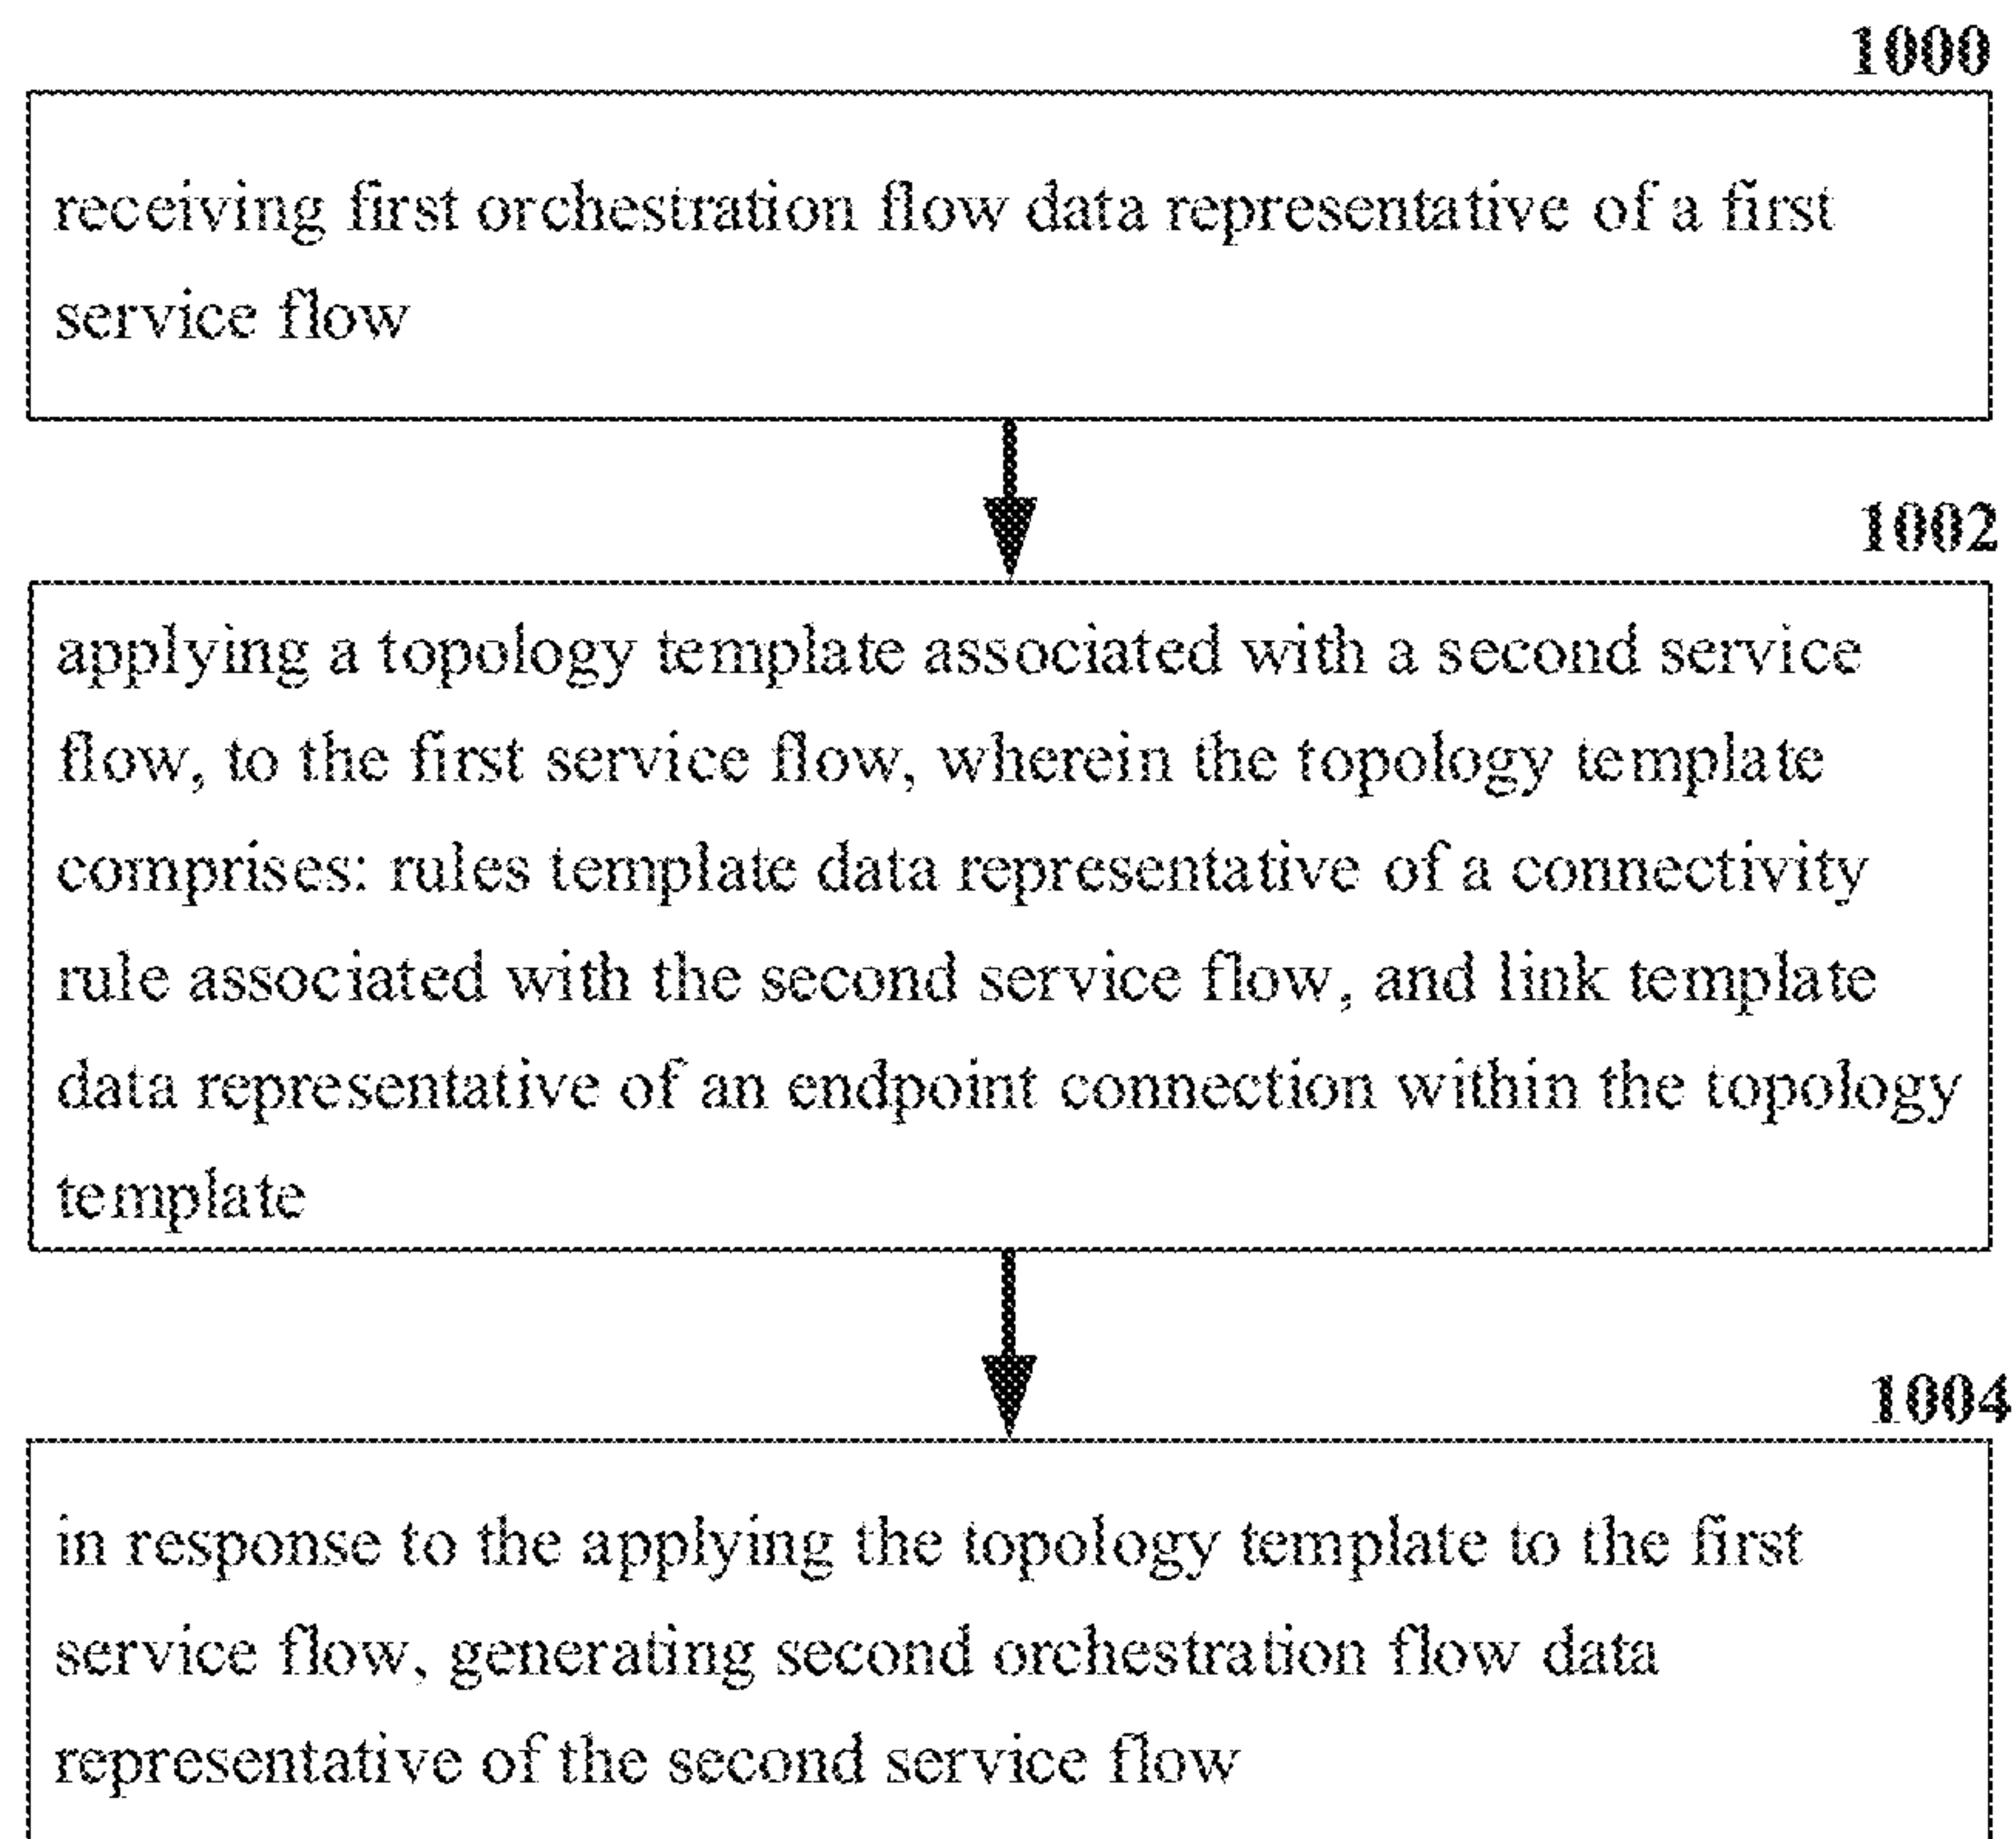 1000
receiving first orchestration flow data representative of a first
service flow
1002
applying a topology template associated with a second service
flow, to the first service flow, wherein the topology template
comprises: rules template data representative of a connectivity
rule associated with the second service flow, and link template
data representative of an endpoint connection within the topology
template
1004
in response to the applying the topology template to the first
service flow, generating second orchestration flow data
representative of the second service flow